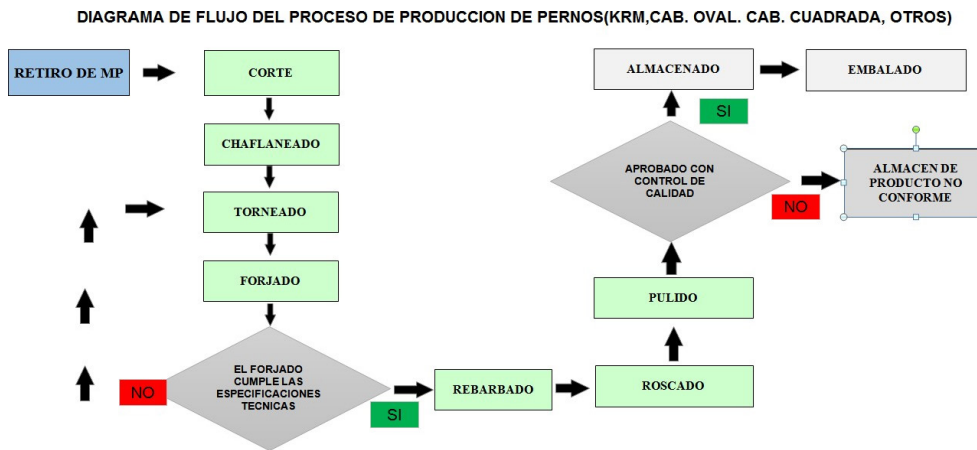 DIAGRAMA DE FLUJO DEL PROCESO DE PRODUCCION DE PERNOS(KRM,CAB. OVAL. CAB. CUADRADA, OTROS)
RETIRO DE MP
CORTE
CHAFLANEADO
TORNEADO
FORJADO
EL FORJADO
CUMPLE LAS
ESPECIFICACIONES
TECNICAS
NO
SI
REBARBADO
ROSCADO
PULIDO
APROBADO CON
CONTROL DE
CALIDAD
SI
NO
ALMACENADO
EMBALADO
ALMACEN DE
PRODUCTO NO
CONFORME